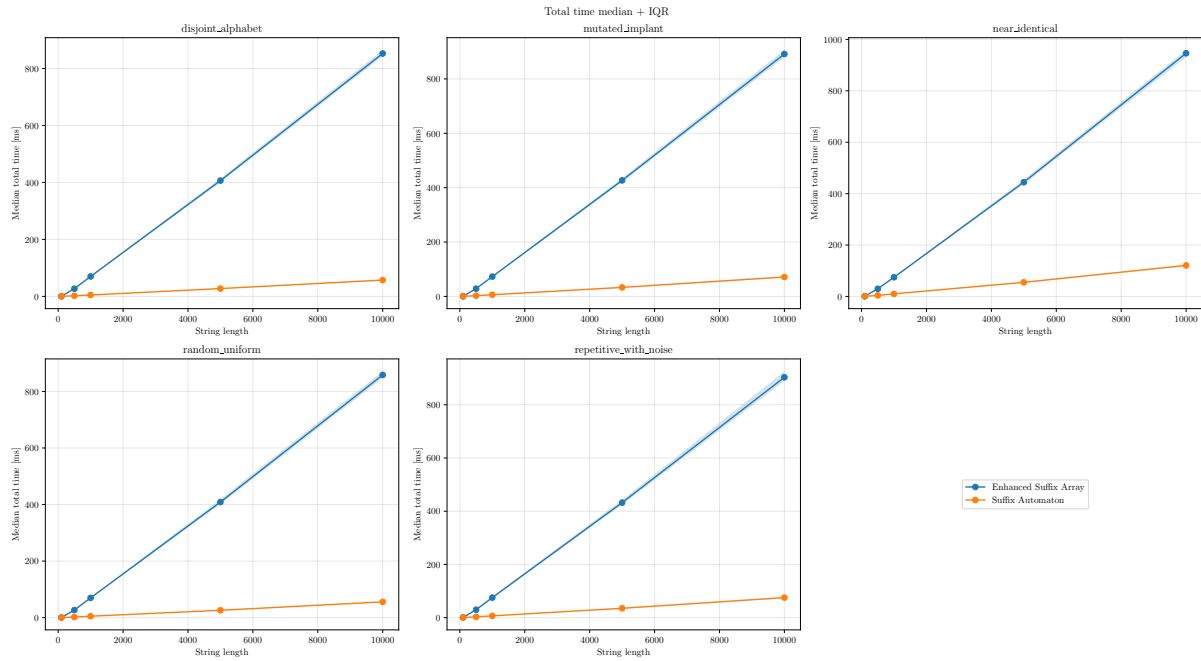 Total time median + IQR
disjoint_alphabet
Median total time [ms]
800
600
400
200
0
0 2000 4000 6000 8000 10000
String length
mutated_implant
Median total time [ms]
800
600
400
200
0
0 2000 4000 6000 8000 10000
String length
near_identical
Median total time [ms]
1000
800
600
400
200
0
0 2000 4000 6000 8000 10000
String length
random_uniform
Median total time [ms]
800
600
400
200
0
0 2000 4000 6000 8000 10000
String length
repetitive_with_noise
Median total time [ms]
800
600
400
200
0
0 2000 4000 6000 8000 10000
String length
Enhanced Suffix Array
Suffix Automaton